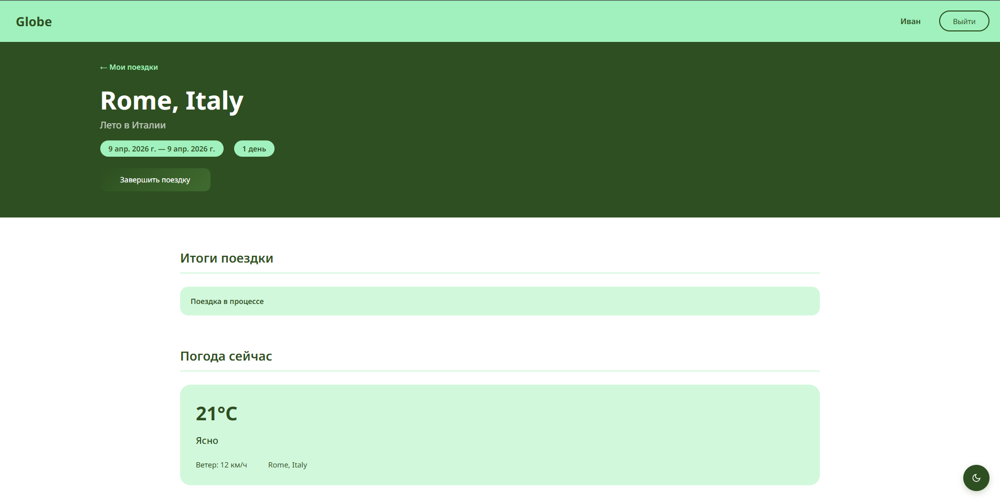 Globe
Иван
Выйти
← Мои поездки
Rome, Italy
Лето в Италии
9 апр. 2026 г. — 9 апр. 2026 г.
1 день
Завершить поездку
Итоги поездки
Поездка в процессе
Погода сейчас
21°C
Ясно
Ветер: 12 км/ч
Rome, Italy